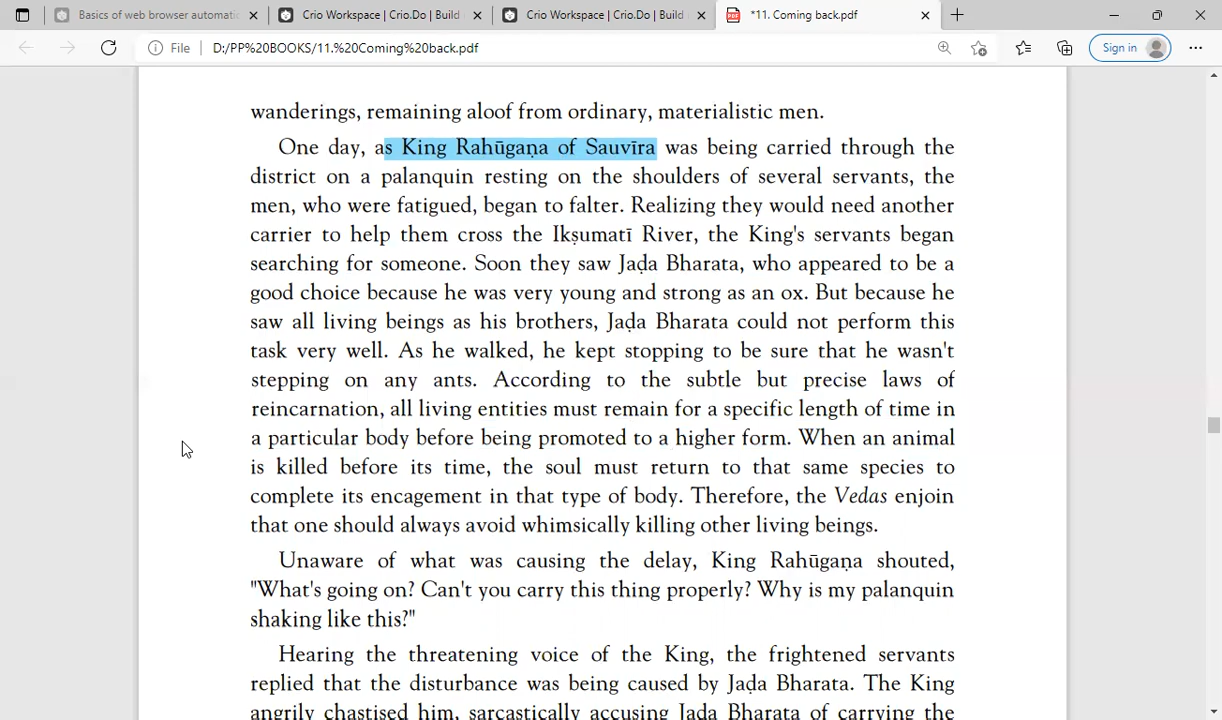 Basics of web browser automatic
Crio Workspace | Crio.Do | Build
Crio Workspace | Crio.Do | Build
*11. Coming back.pdf
File
D:/PP%20BOOKS/11.%20Coming%20back.pdf
Sign in
wanderings, remaining aloof from ordinary, materialistic men.
One day, as King Rahūgaṇa of Sauvīra was being carried through the
district on a palanquin resting on the shoulders of several servants, the
men, who were fatigued, began to falter. Realizing they would need another
carrier to help them cross the Ikṣumatī River, the King's servants began
searching for someone. Soon they saw Jaḍa Bharata, who appeared to be a
good choice because he was very young and strong as an ox. But because he
saw all living beings as his brothers, Jaḍa Bharata could not perform this
task very well. As he walked, he kept stopping to be sure that he wasn't
stepping on any ants. According to the subtle but precise laws of
reincarnation, all living entities must remain for a specific length of time in
a particular body before being promoted to a higher form. When an animal
is killed before its time, the soul must return to that same species to
complete its encagement in that type of body. Therefore, the Vedas enjoin
that one should always avoid whimsically killing other living beings.
Unaware of what was causing the delay, King Rahūgaṇa shouted,
"What's going on? Can't you carry this thing properly? Why is my palanquin
shaking like this?"
Hearing the threatening voice of the King, the frightened servants
replied that the disturbance was being caused by Jaḍa Bharata. The King
angrily chastised him, sarcastically accusing Jaḍa Bharata of carrying the